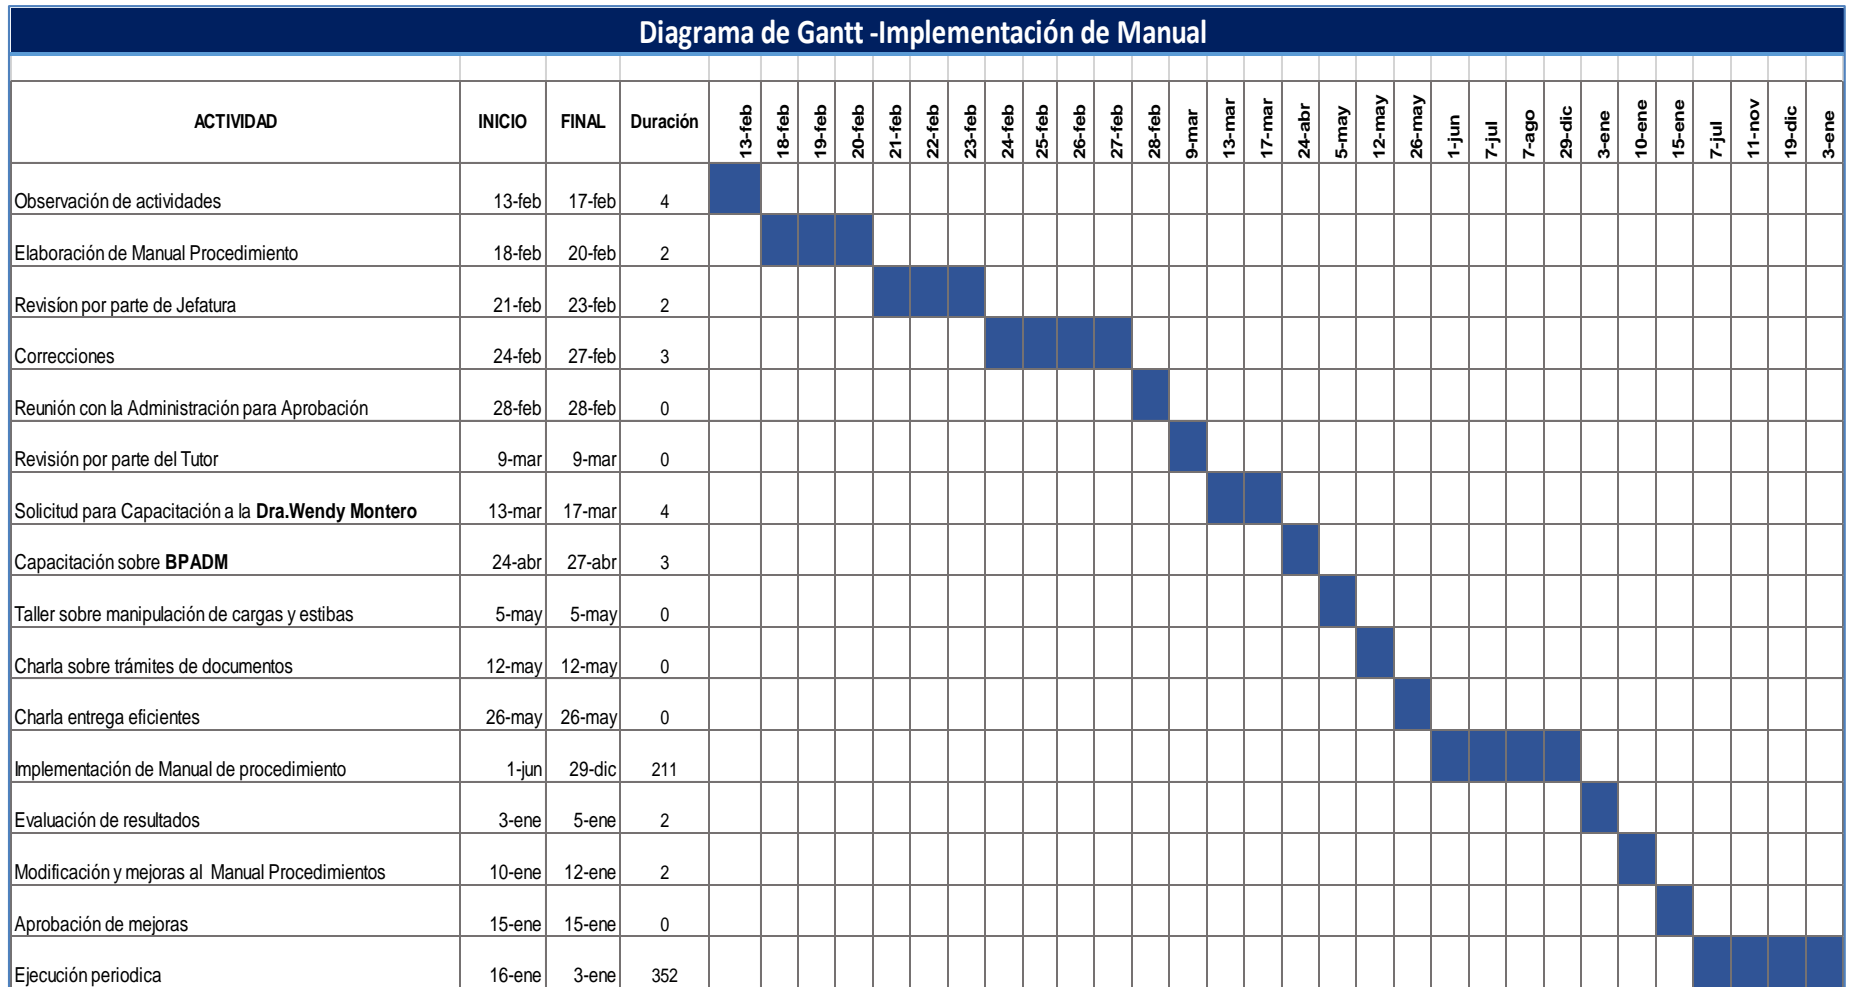 Diagrama de Gantt -Implementación de Manual
ACTIVIDAD INICIO FINAL Duración 13-feb 18-feb 19-feb 20-feb 21-feb 22-feb 23-feb 24-feb 25-feb 26-feb 27-feb 28-feb 9-mar 13-mar 17-mar 24-abr 5-may 12-may 26-may 1-jun 7-jul 7-ago 29-dic 3-ene 10-ene 15-ene 7-jul 11-nov 19-dic 3-ene
Observación de actividades 13-feb 17-feb 4
Elaboración de Manual Procedimiento 18-feb 20-feb 2
Revisíon por parte de Jefatura 21-feb 23-feb 2
Correcciones 24-feb 27-feb 3
Reunión con la Administración para Aprobación 28-feb 28-feb 0
Revisión por parte del Tutor 9-mar 9-mar 0
Solicitud para Capacitación a la Dra.Wendy Montero 13-mar 17-mar 4
Capacitación sobre BPADM 24-abr 27-abr 3
Taller sobre manipulación de cargas y estibas 5-may 5-may 0
Charla sobre trámites de documentos 12-may 12-may 0
Charla entrega eficientes 26-may 26-may 0
Implementación de Manual de procedimiento 1-jun 29-dic 211
Evaluación de resultados 3-ene 5-ene 2
Modificación y mejoras al Manual Procedimientos 10-ene 12-ene 2
Aprobación de mejoras 15-ene 15-ene 0
Ejecución periodica 16-ene 3-ene 352